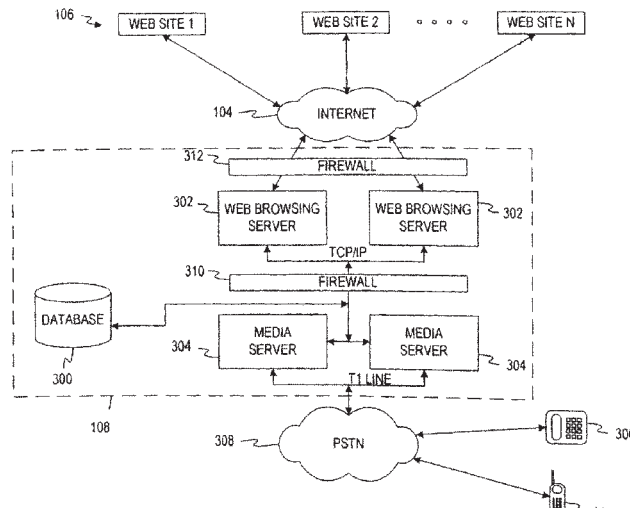 106
WEB SITE 1
WEB SITE 2
WEB SITE N
104
INTERNET
312
FIREWALL
302
WEB BROWSING
SERVER
WEB BROWSING
SERVER
302
TCP/IP
310
FIREWALL
DATABASE
300
304
MEDIA
SERVER
MEDIA
SERVER
304
T1 LINE
108
308
PSTN